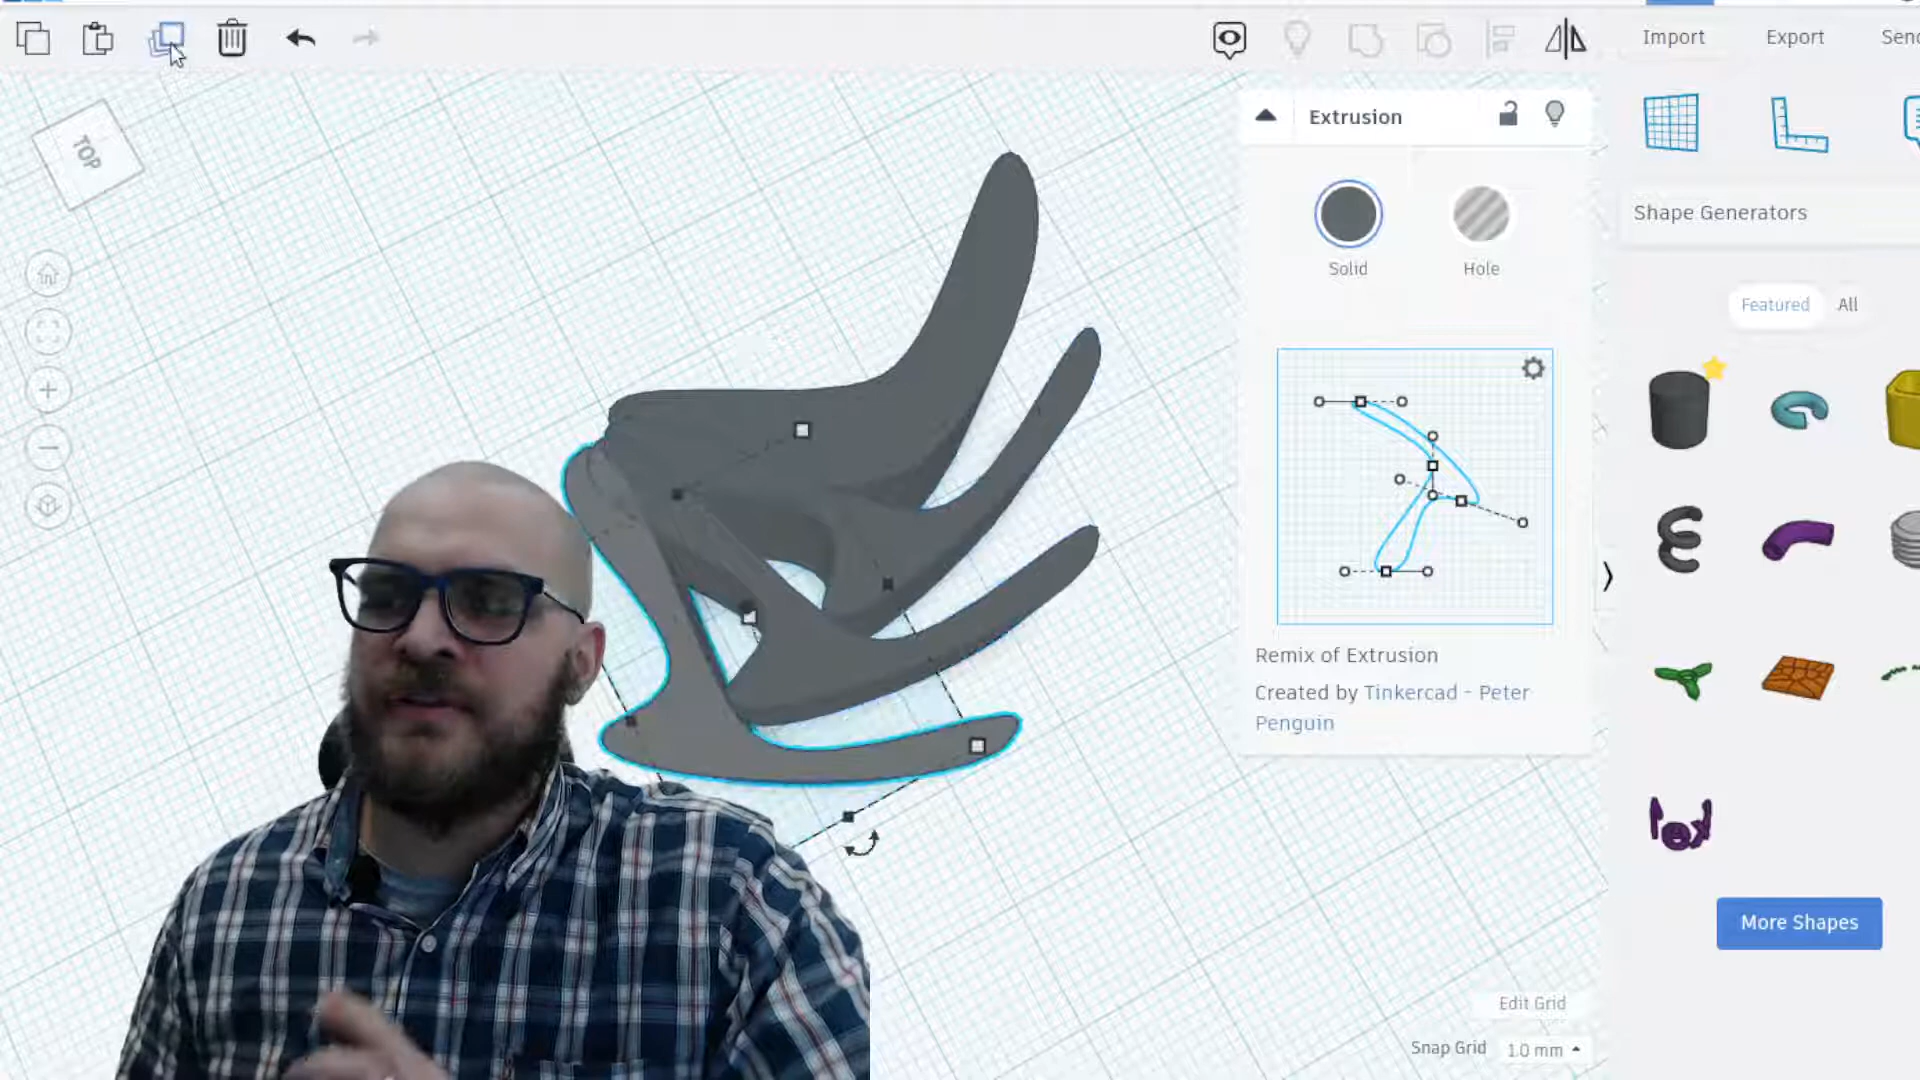 Import
Export
TOP
Extrusion
Solid
Hole
Shape Generators
Featured
All
Remix of Extrusion
Created by Tinkercad - Peter
Penguin
More Shapes
Edit Grid
Snap Grid 1.0 mm